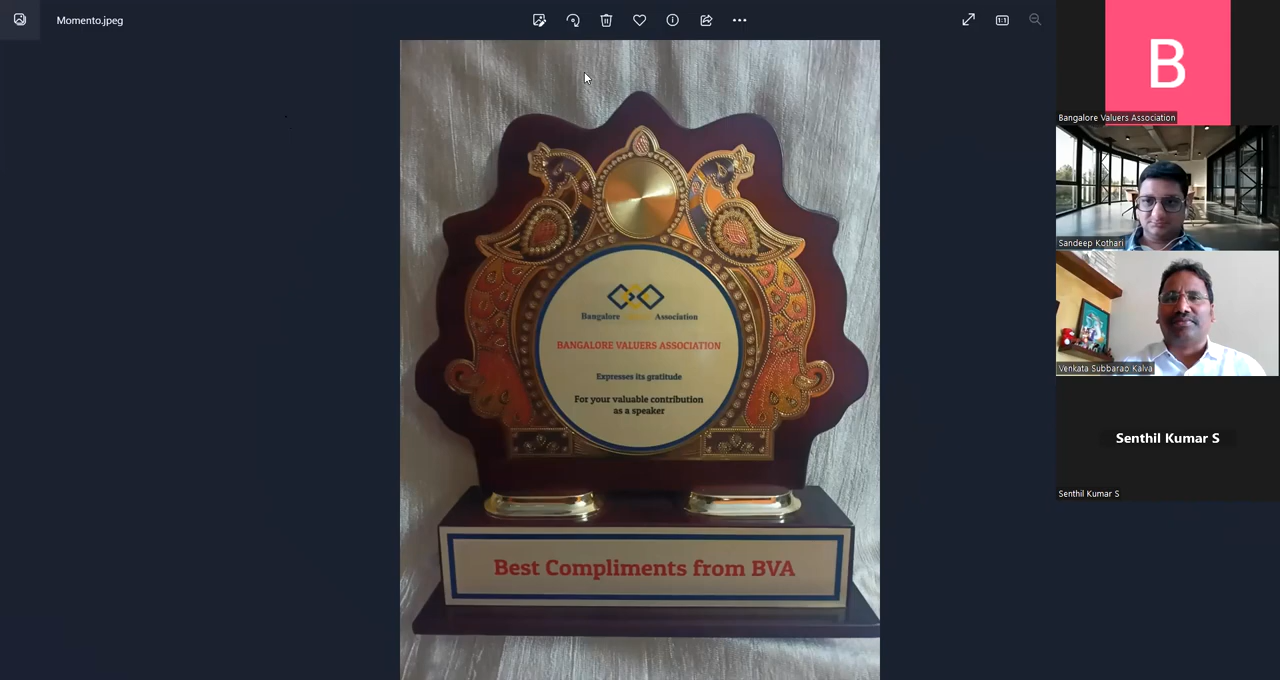 Momento.jpeg
Bangalore Association
BANGALORE VALUERS ASSOCIATION
Expresses its gratitude
For your valuable contribution
as a speaker
Best Compliments from BVA
B
Bangalore Valuers Association
Sandeep Kothari
Venkata Subbarao Kalva
Senthil Kumar S
Senthil Kumar S